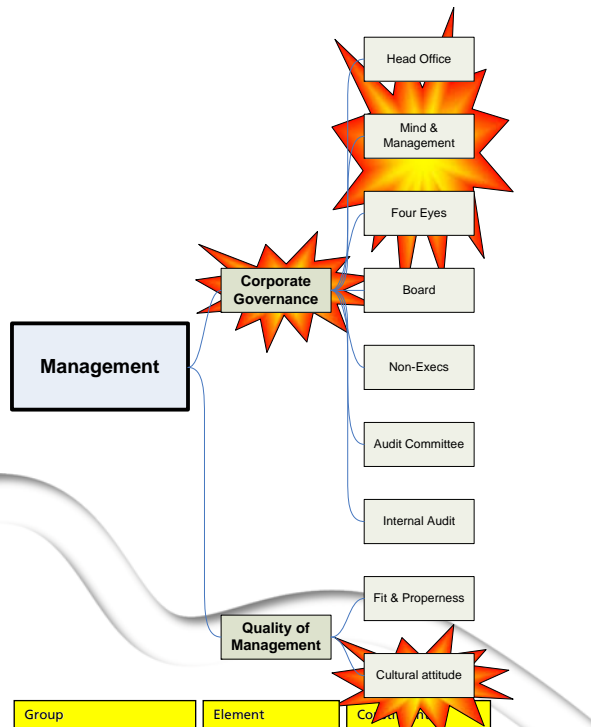 Head Office
Mind &
Management
Four Eyes
Corporate
Governance
Board
Management
Non-Execs
Audit Committee
Internal Audit
Fit & Properness
Quality of
Management
Cultural attitude
Group
Element